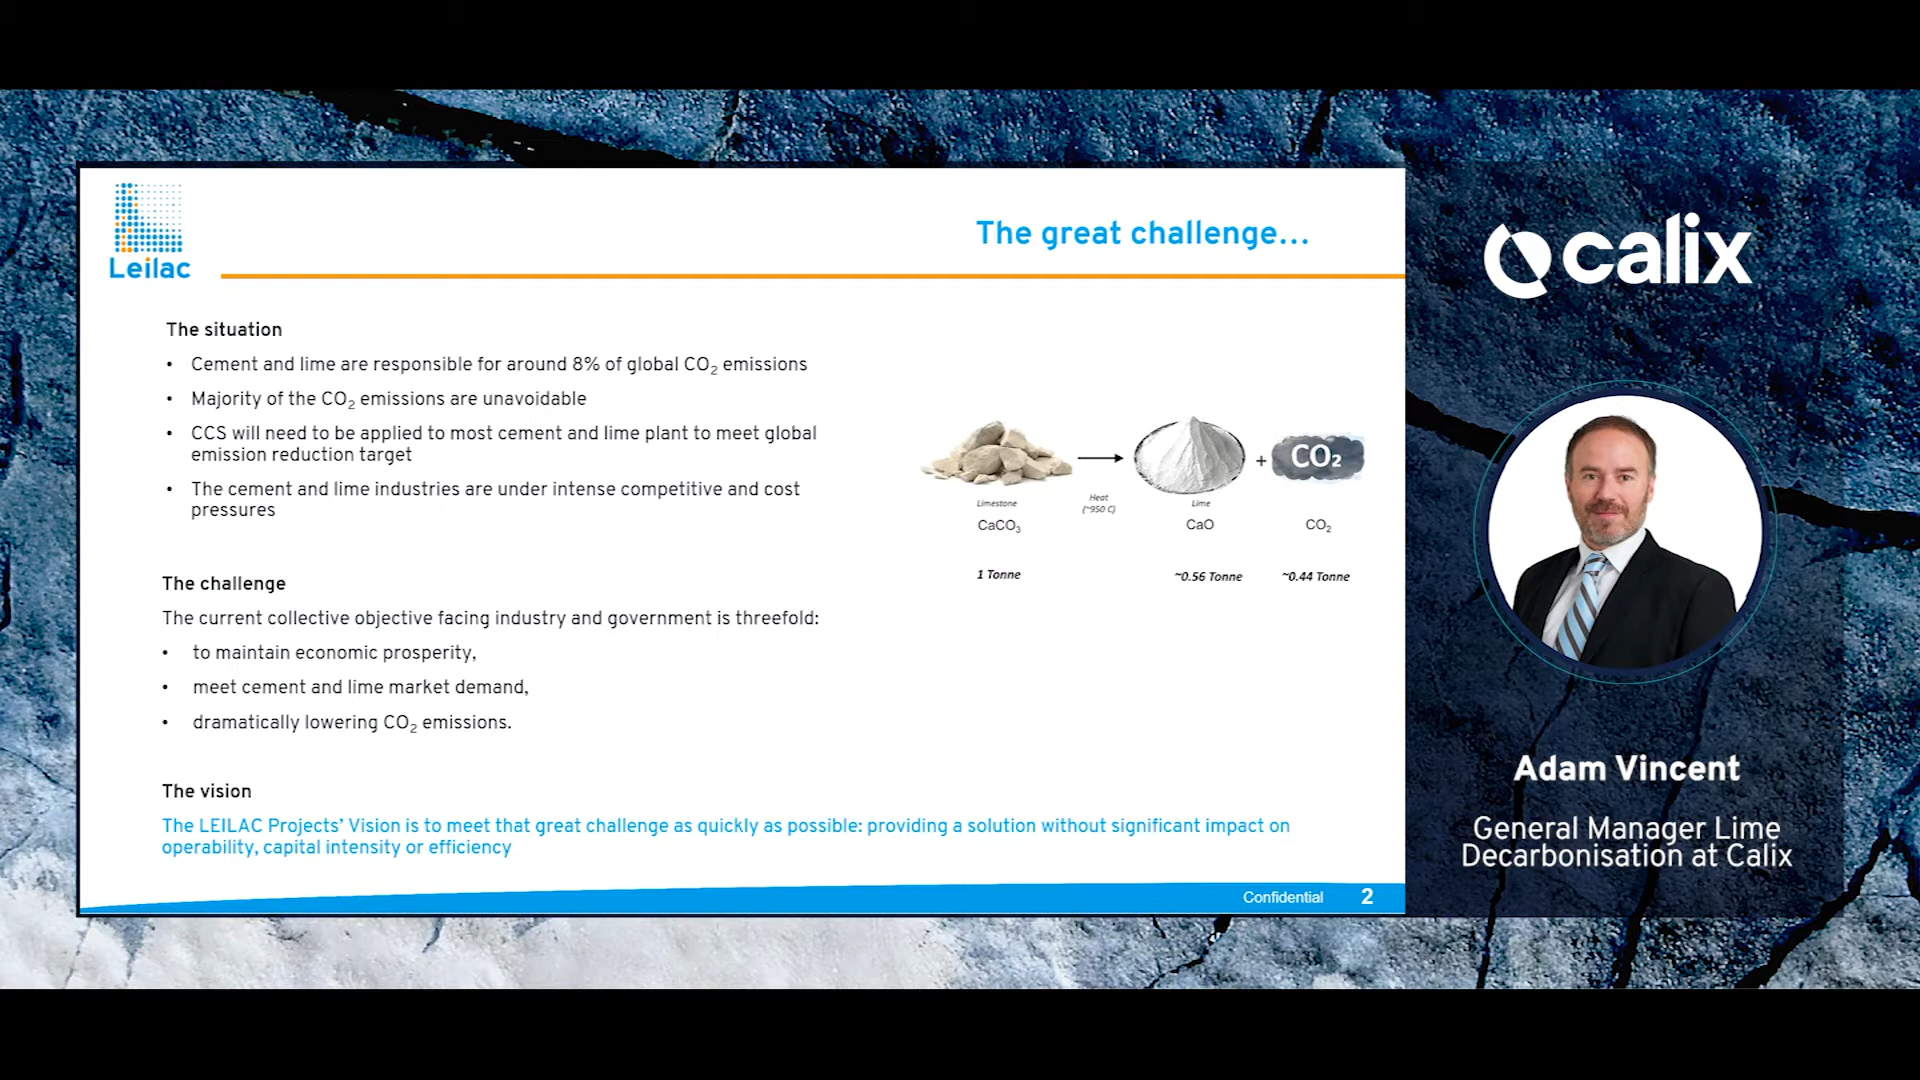 Leilac
The great challenge...
The situation
• Cement and lime are responsible for around 8% of global CO₂ emissions
• Majority of the CO₂ emissions are unavoidable
• CCS will need to be applied to most cement and lime plant to meet global
emission reduction target
• The cement and lime industries are under intense competitive and cost
pressures
CO₂
+
Limestone
Heat
(~950 C)
Lime
CaCO₃
CaO
CO₂
1 Tonne
~0.56 Tonne
~0.44 Tonne
The challenge
The current collective objective facing industry and government is threefold:
• to maintain economic prosperity,
• meet cement and lime market demand,
• dramatically lowering CO₂ emissions.
The vision
The LEILAC Projects' Vision is to meet that great challenge as quickly as possible: providing a solution without significant impact on
operability, capital intensity or efficiency
Confidential 2
calix
Adam Vincent
General Manager Lime
Decarbonisation at Calix